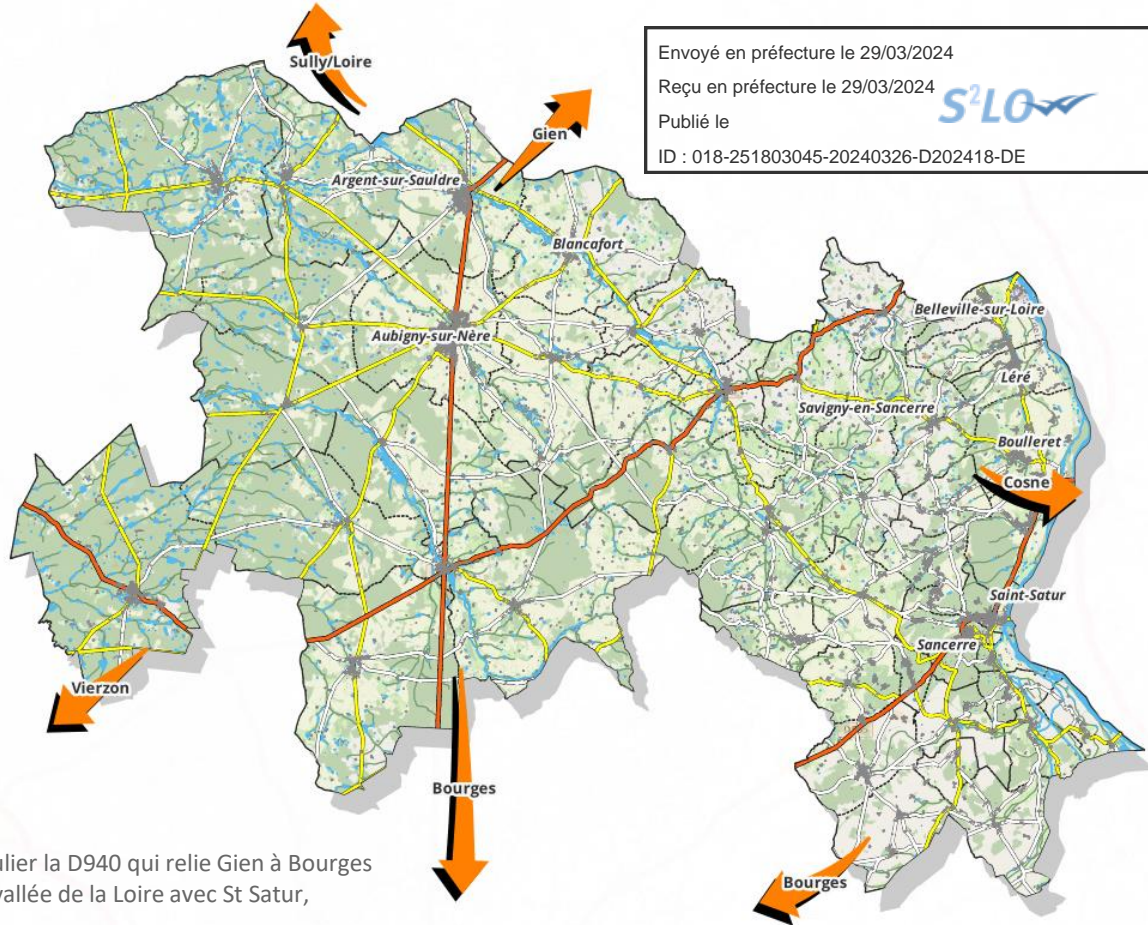 Envoyé en préfecture le 29/03/2024
Reçu en préfecture le 29/03/2024
S²LO
Publié le
ID : 018-251803045-20240326-D202418-DE
Sully/Loire
Gien
Argent-sur-Sauldre
Blancafort
Belleville-sur-Loire
Aubigny-sur-Nère
Léré
Savigny-en-Sancerre
Boulleret
Cosne
Saint-Satur
Sancerre
Vierzon
Bourges
Bourges
ulier la D940 qui relie Gien à Bourges
vallée de la Loire avec St Satur,